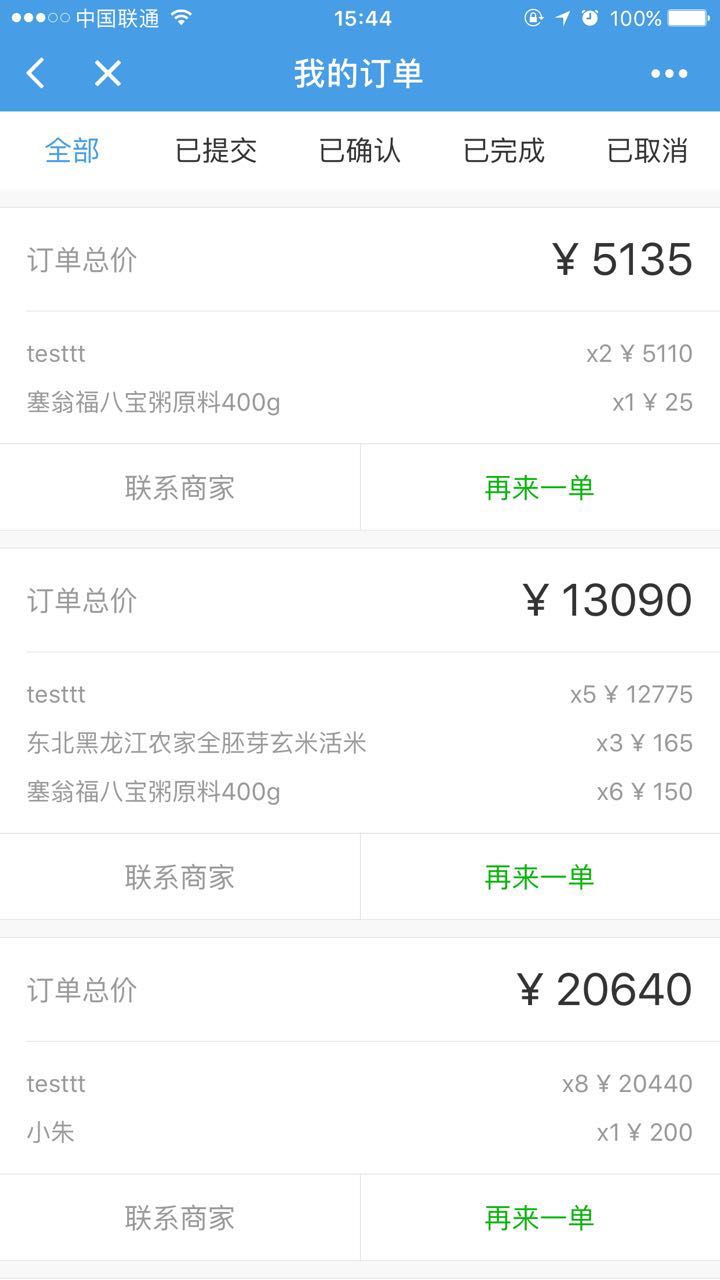 中国联通 15:44 100%
我的订单
全部 已提交 已确认 已完成 已取消
订单总价 ¥ 5135
testtt x2 ¥ 5110
塞翁福八宝粥原料400g x1 ¥ 25
联系商家 再来一单
订单总价 ¥ 13090
testtt x5 ¥ 12775
东北黑龙江农家全胚芽玄米活米 x3 ¥ 165
塞翁福八宝粥原料400g x6 ¥ 150
联系商家 再来一单
订单总价 ¥ 20640
testtt x8 ¥ 20440
小朱 x1 ¥ 200
联系商家 再来一单